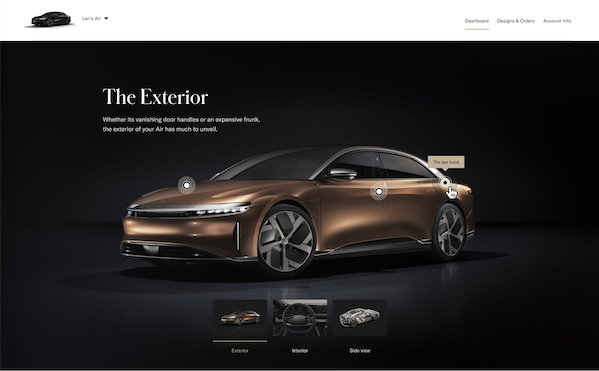 Len's Air
Dashboard
Designs & Orders
Account Info
The Exterior
Whether its vanishing door handles or an expansive frunk,
the exterior of your Air has much to unveil.
The rear trunk
Exterior
Interior
Side view